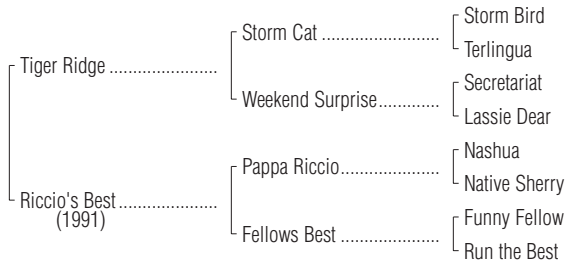 Storm Bird
Storm Cat ........................
Terlingua
Tiger Ridge ......................
Secretariat
Weekend Surprise.............
Lassie Dear
Nashua
Pappa Riccio....................
Native Sherry
Riccio's Best ....................
(1991)
Funny Fellow
Fellows Best ....................
Run the Best